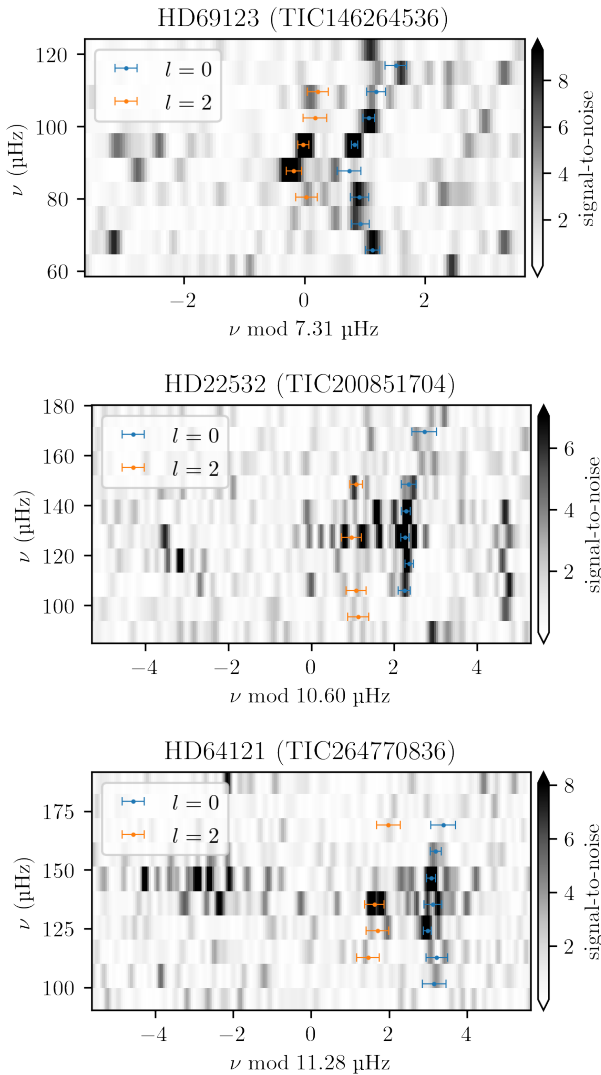 HD69123 (TIC146264536)
120
100
80
60
ν (µHz)
l = 0
l = 2
−2
0
2
ν mod 7.31 µHz
8
6
4
2
signal-to-noise
HD22532 (TIC200851704)
180
160
140
120
100
ν (µHz)
l = 0
l = 2
−4
−2
0
2
4
ν mod 10.60 µHz
6
4
2
signal-to-noise
HD64121 (TIC264770836)
175
150
125
100
ν (µHz)
l = 0
l = 2
−4
−2
0
2
4
ν mod 11.28 µHz
8
6
4
2
signal-to-noise